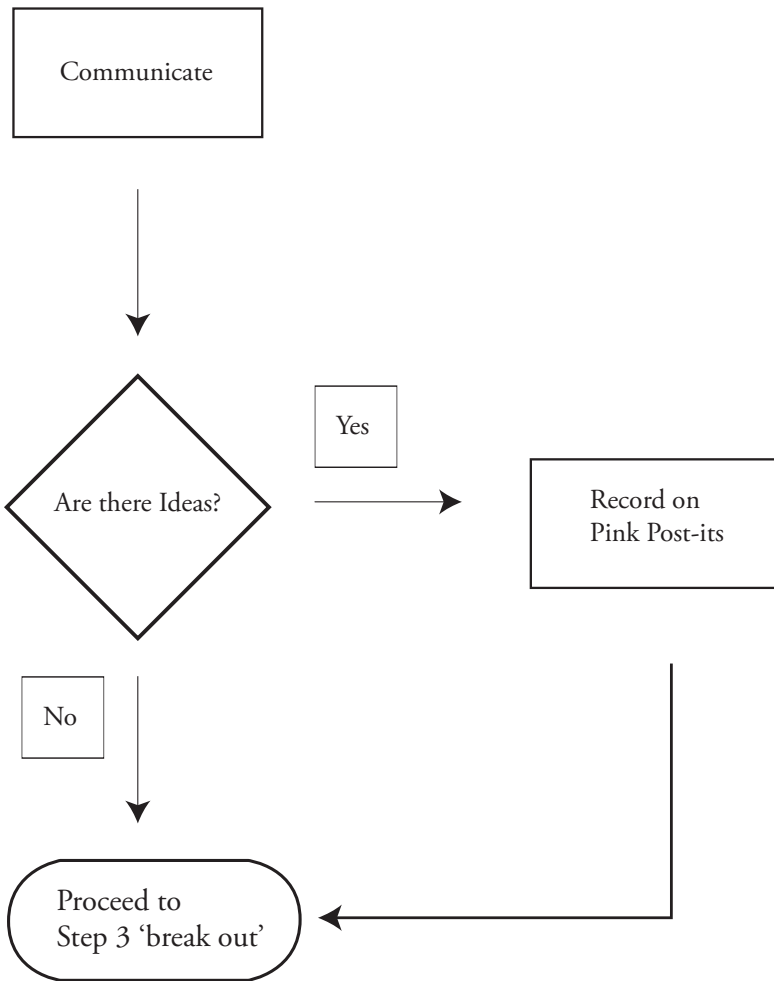 Communicate
Are there Ideas?
Yes
Record on
Pink Post-its
No
Proceed to
Step 3 ‘break out’